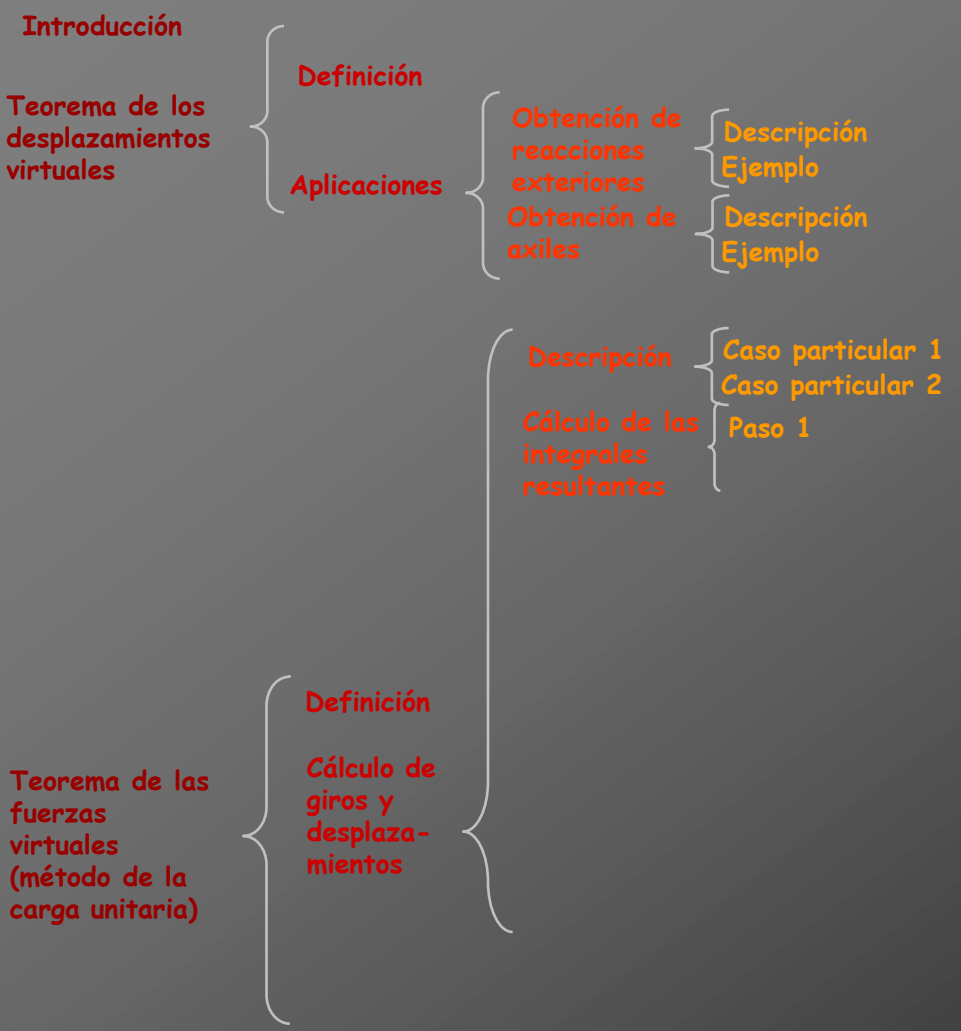 Introducción
Teorema de los
desplazamientos
virtuales
Definición
Aplicaciones
Obtención de
reacciones
exteriores
Descripción
Ejemplo
Obtención de
axiles
Descripción
Ejemplo
Teorema de las
fuerzas
virtuales
(método de la
carga unitaria)
Definición
Cálculo de
giros y
desplaza-
mientos
Descripción
Caso particular 1
Caso particular 2
Cálculo de las
integrales
resultantes
Paso 1